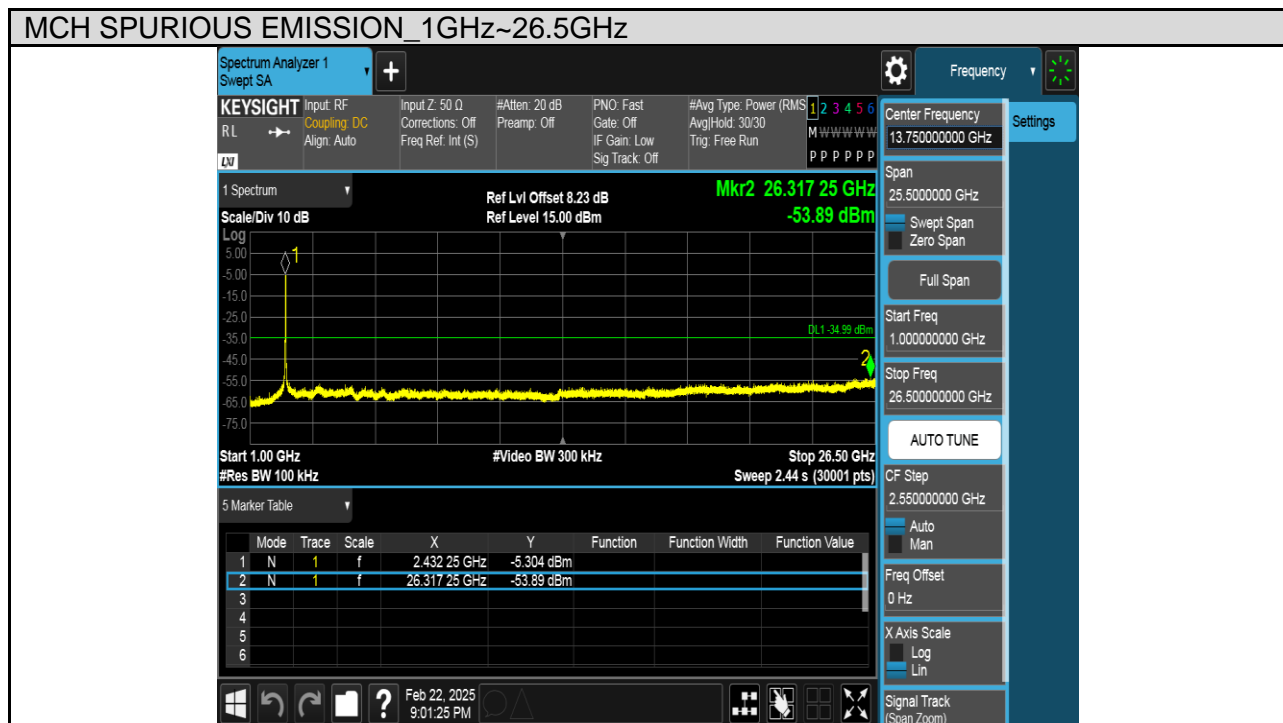 MCH SPURIOUS EMISSION_1GHz~26.5GHz
Spectrum Analyzer 1
Swept SA
+
Frequency
KEYSIGHT
RL
LXI
Input: RF
Coupling: DC
Align: Auto
Input Z: 50 Ω
Corrections: Off
Freq Ref: Int (S)
#Atten: 20 dB
Preamp: Off
PNO: Fast
Gate: Off
IF Gain: Low
Sig Track: Off
#Avg Type: Power (RMS
Avg|Hold: 30/30
Trig: Free Run
1 2 3 4 5 6
M W W W W W
P P P P P P
1 Spectrum
Scale/Div 10 dB
Ref Lvl Offset 8.23 dB
Ref Level 15.00 dBm
Mkr2 26.317 25 GHz
-53.89 dBm
Log
5.00
-5.00
-15.0
-25.0
-35.0
-45.0
-55.0
-65.0
-75.0
1
DL1 -34.99 dBm
2
Start 1.00 GHz
#Video BW 300 kHz
Stop 26.50 GHz
#Res BW 100 kHz
Sweep 2.44 s (30001 pts)
5 Marker Table
Mode Trace Scale X Y Function Function Width Function Value
1 N 1 f 2.432 25 GHz -5.304 dBm
2 N 1 f 26.317 25 GHz -53.89 dBm
3
4
5
6
?
Feb 22, 2025
9:01:25 PM
Center Frequency
13.750000000 GHz
Settings
Span
25.5000000 GHz
Swept Span
Zero Span
Full Span
Start Freq
1.000000000 GHz
Stop Freq
26.500000000 GHz
AUTO TUNE
CF Step
2.550000000 GHz
Auto
Man
Freq Offset
0 Hz
X Axis Scale
Log
Lin
Signal Track
(Span Zoom)